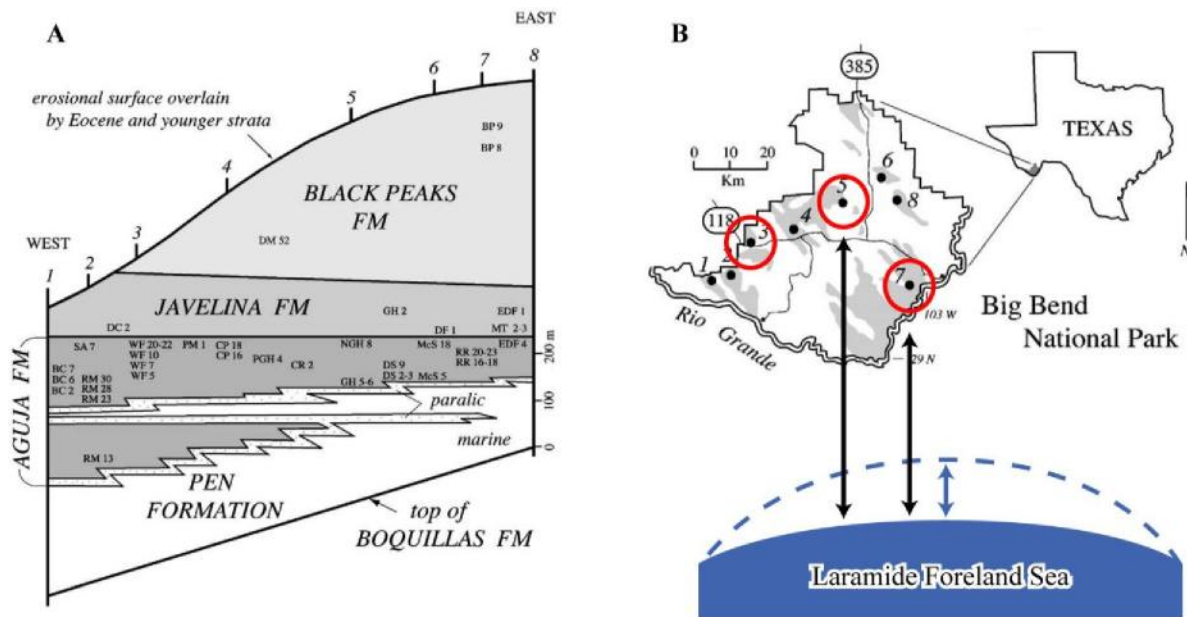 A
EAST
8
7
6
5
erosional surface overlain
by Eocene and younger strata
4
BP 9
BP 8
BLACK PEAKS
FM
WEST
3
DM 52
1
2
JAVELINA FM
GH 2
EDF 1
DC 2
DF 1
MT 2-3
SA 7
WF 20-22
PM 1
CP 18
NGH 8
McS 18
EDF 4
WF 10
CP 16
RR 20-23
BC 7
WF 7
PGH 4
CR 2
DS 9
RR 16-18
BC 6
RM 30
WF 5
GH 5-6
DS 2-3
McS 5
BC 2
RM 28
RM 23
200 m
100
0
AGUJA FM
paralic
marine
RM 13
PEN
FORMATION
top of
BOQUILLAS FM
B
385
TEXAS
0 10 20
Km
6
5
8
118
3
4
1
2
7
103 W
Rio Grande
29 N
Big Bend
National Park
N
Laramide Foreland Sea